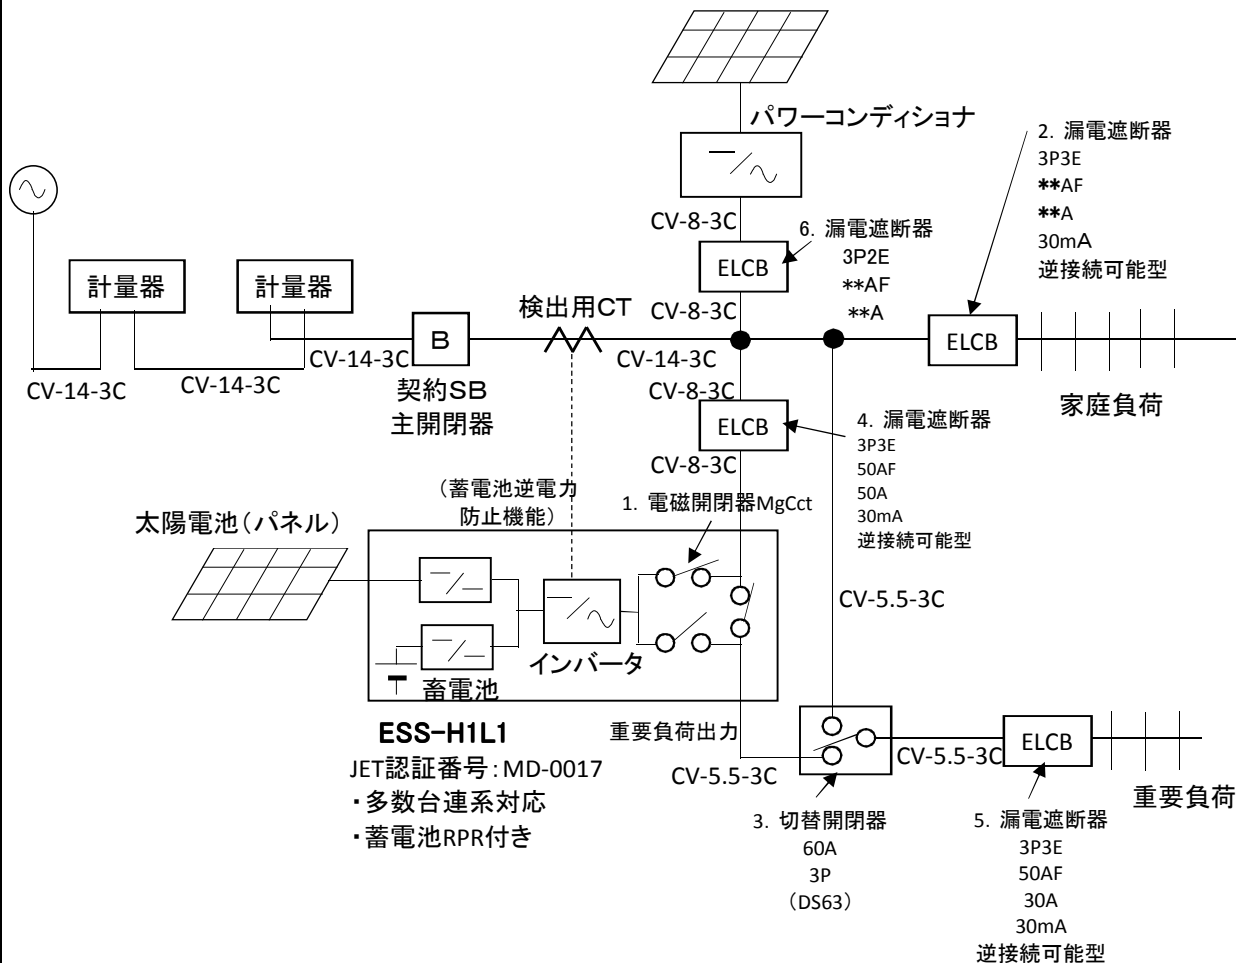 パワーコンディショナ
2. 漏電遮断器
3P3E
**AF
**A
30mA
逆接続可能型
CV-8-3C
6. 漏電遮断器
3P2E
**AF
**A
ELCB
計量器
計量器
検出用CT
CV-8-3C
B
ELCB
CV-14-3C
CV-14-3C
CV-14-3C
CV-14-3C
契約SB
主開閉器
CV-8-3C
家庭負荷
ELCB
4. 漏電遮断器
3P3E
50AF
50A
30mA
逆接続可能型
CV-8-3C
(蓄電池逆電力
防止機能)
1. 電磁開閉器MgCct
太陽電池(パネル)
CV-5.5-3C
インバータ
蓄電池
ESS-H1L1
JET認証番号:MD-0017
・多数台連系対応
・蓄電池RPR付き
重要負荷出力
CV-5.5-3C
CV-5.5-3C
ELCB
重要負荷
3. 切替開閉器
60A
3P
(DS63)
5. 漏電遮断器
3P3E
50AF
30A
30mA
逆接続可能型